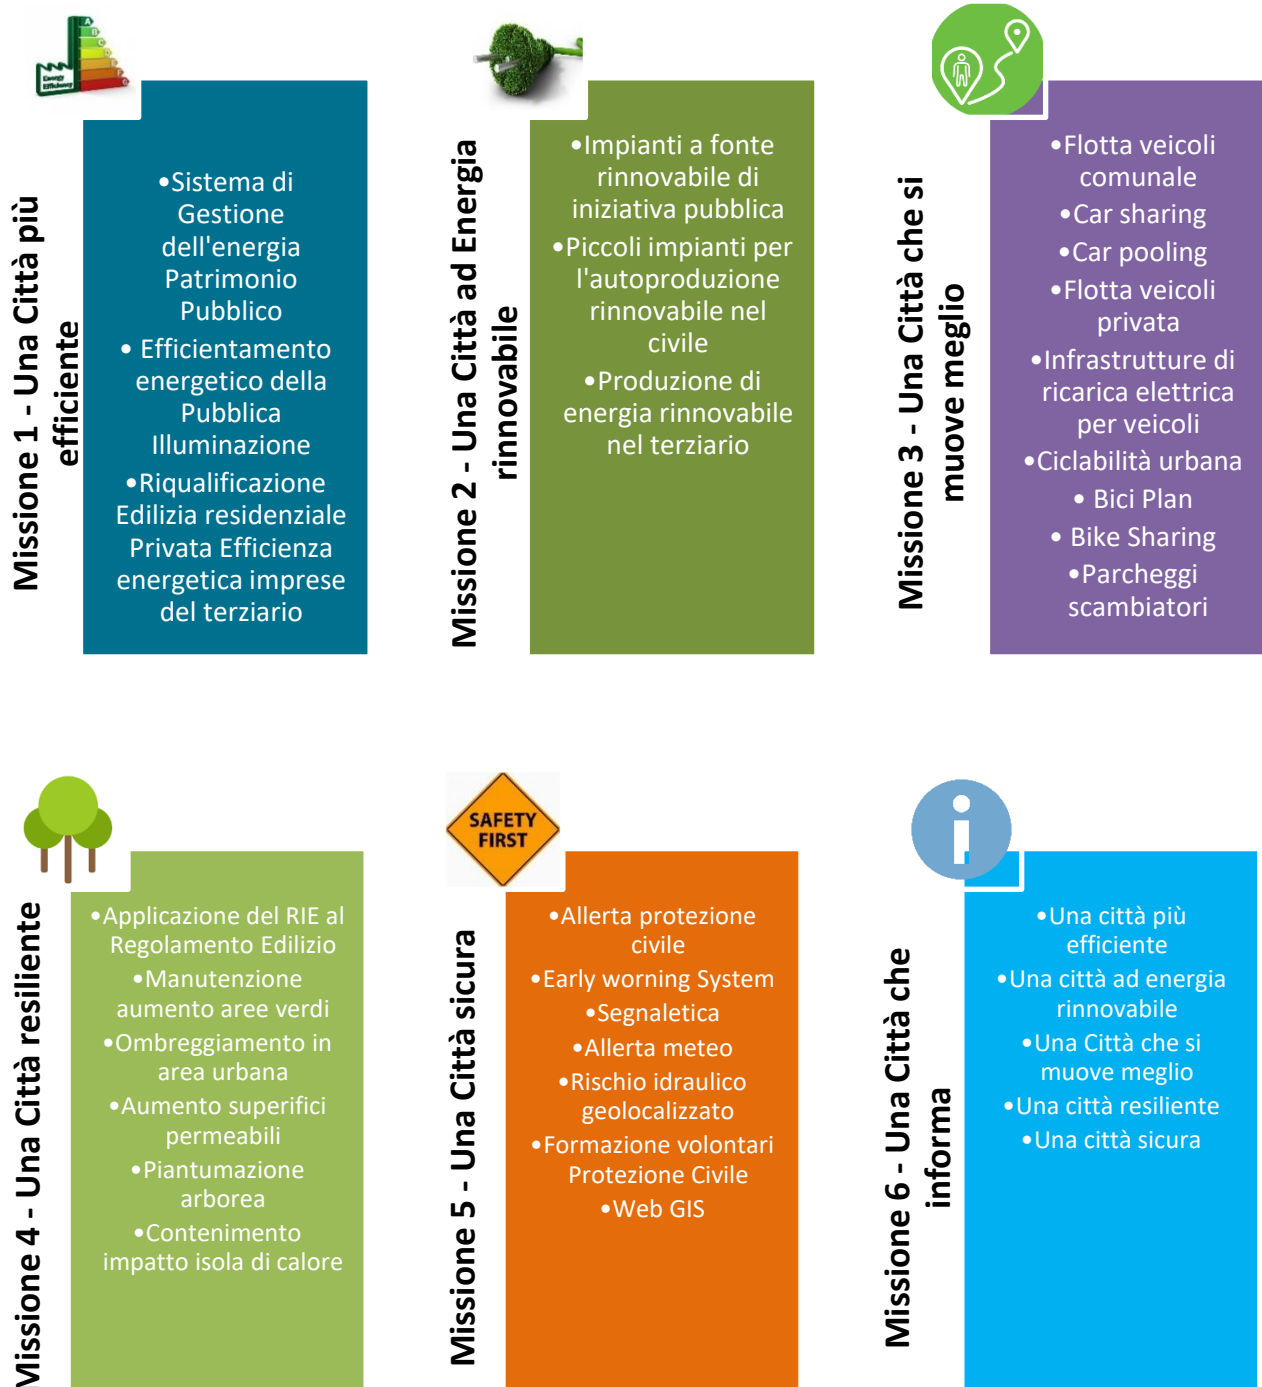 Missione 1 - Una Città più
efficiente
•Sistema di
Gestione
dell'energia
Patrimonio
Pubblico
• Efficientamento
energetico della
Pubblica
Illuminazione
•Riqualificazione
Edilizia residenziale
Privata Efficienza
energetica imprese
del terziario
Missione 2 - Una Città ad Energia
rinnovabile
•Impianti a fonte
rinnovabile di
iniziativa pubblica
•Piccoli impianti per
l'autoproduzione
rinnovabile nel
civile
•Produzione di
energia rinnovabile
nel terziario
Missione 3 - Una Città che si
muove meglio
•Flotta veicoli
comunale
•Car sharing
•Car pooling
•Flotta veicoli
privata
•Infrastrutture di
ricarica elettrica
per veicoli
•Ciclabilità urbana
• Bici Plan
• Bike Sharing
•Parcheggi
scambiatori
Missione 4 - Una Città resiliente
•Applicazione del RIE al
Regolamento Edilizio
•Manutenzione
aumento aree verdi
•Ombreggiamento in
area urbana
•Aumento superifici
permeabili
•Piantumazione
arborea
•Contenimento
impatto isola di calore
SAFETY
FIRST
Missione 5 - Una Città sicura
•Allerta protezione
civile
•Early worning System
•Segnaletica
•Allerta meteo
•Rischio idraulico
geolocalizzato
•Formazione volontari
Protezione Civile
•Web GIS
Missione 6 - Una Città che
informa
•Una città più
efficiente
•Una città ad energia
rinnovabile
•Una Città che si
muove meglio
•Una città resiliente
•Una città sicura